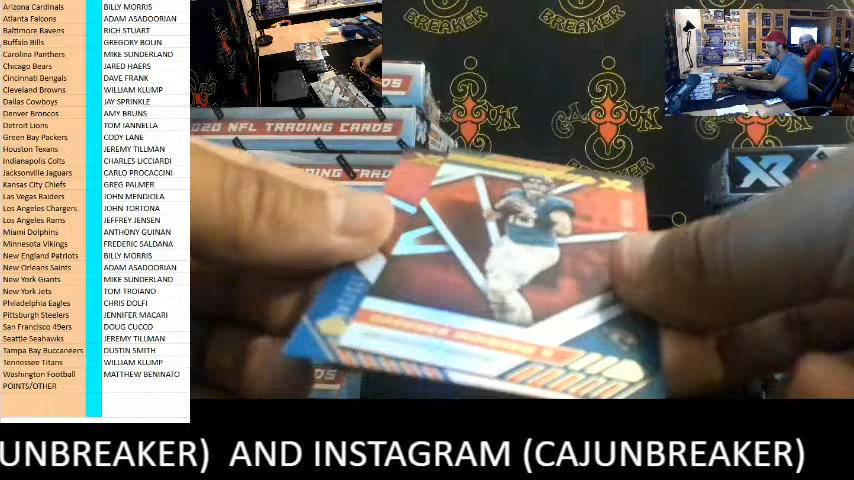 Arizona Cardinals BILLY MORRIS
Atlanta Falcons ADAM ASADOORIAN
Baltimore Ravens RICH STUART
Buffalo Bills GREGORY BOLIN
Carolina Panthers MIKE SUNDERLAND
Chicago Bears JARED HAERS
Cincinnati Bengals DAVE FRANK
Cleveland Browns WILLIAM KLUMP
Dallas Cowboys JAY SPRINKLE
Denver Broncos AMY BRUNS
Detroit Lions TOM IANNELLA
Green Bay Packers CODY LANE
Houston Texans JEREMY TILLMAN
Indianapolis Colts CHARLES LICCIARDI
Jacksonville Jaguars CARLO PROCACCINI
Kansas City Chiefs GREG PALMER
Las Vegas Raiders JOHN MENDIOLA
Los Angeles Chargers JOHN TORTONA
Los Angeles Rams JEFFREY JENSEN
Miami Dolphins ANTHONY GUINAN
Minnesota Vikings FREDERIC SALDANA
New England Patriots BILLY MORRIS
New Orleans Saints ADAM ASADOORIAN
New York Giants MIKE SUNDERLAND
New York Jets TOM TROIANO
Philadelphia Eagles CHRIS DOLFI
Pittsburgh Steelers JENNIFER MACARI
San Francisco 49ers DOUG CUCCO
Seattle Seahawks JEREMY TILLMAN
Tampa Bay Buccaneers DUSTIN SMITH
Tennessee Titans WILLIAM KLUMP
Washington Football MATTHEW BENINATO
POINTS/OTHER
BREAKER
BREAKER
CAJUN
2020 NFL TRADING CARDS
XR
UNBREAKER) AND INSTAGRAM (CAJUNBREAKER)